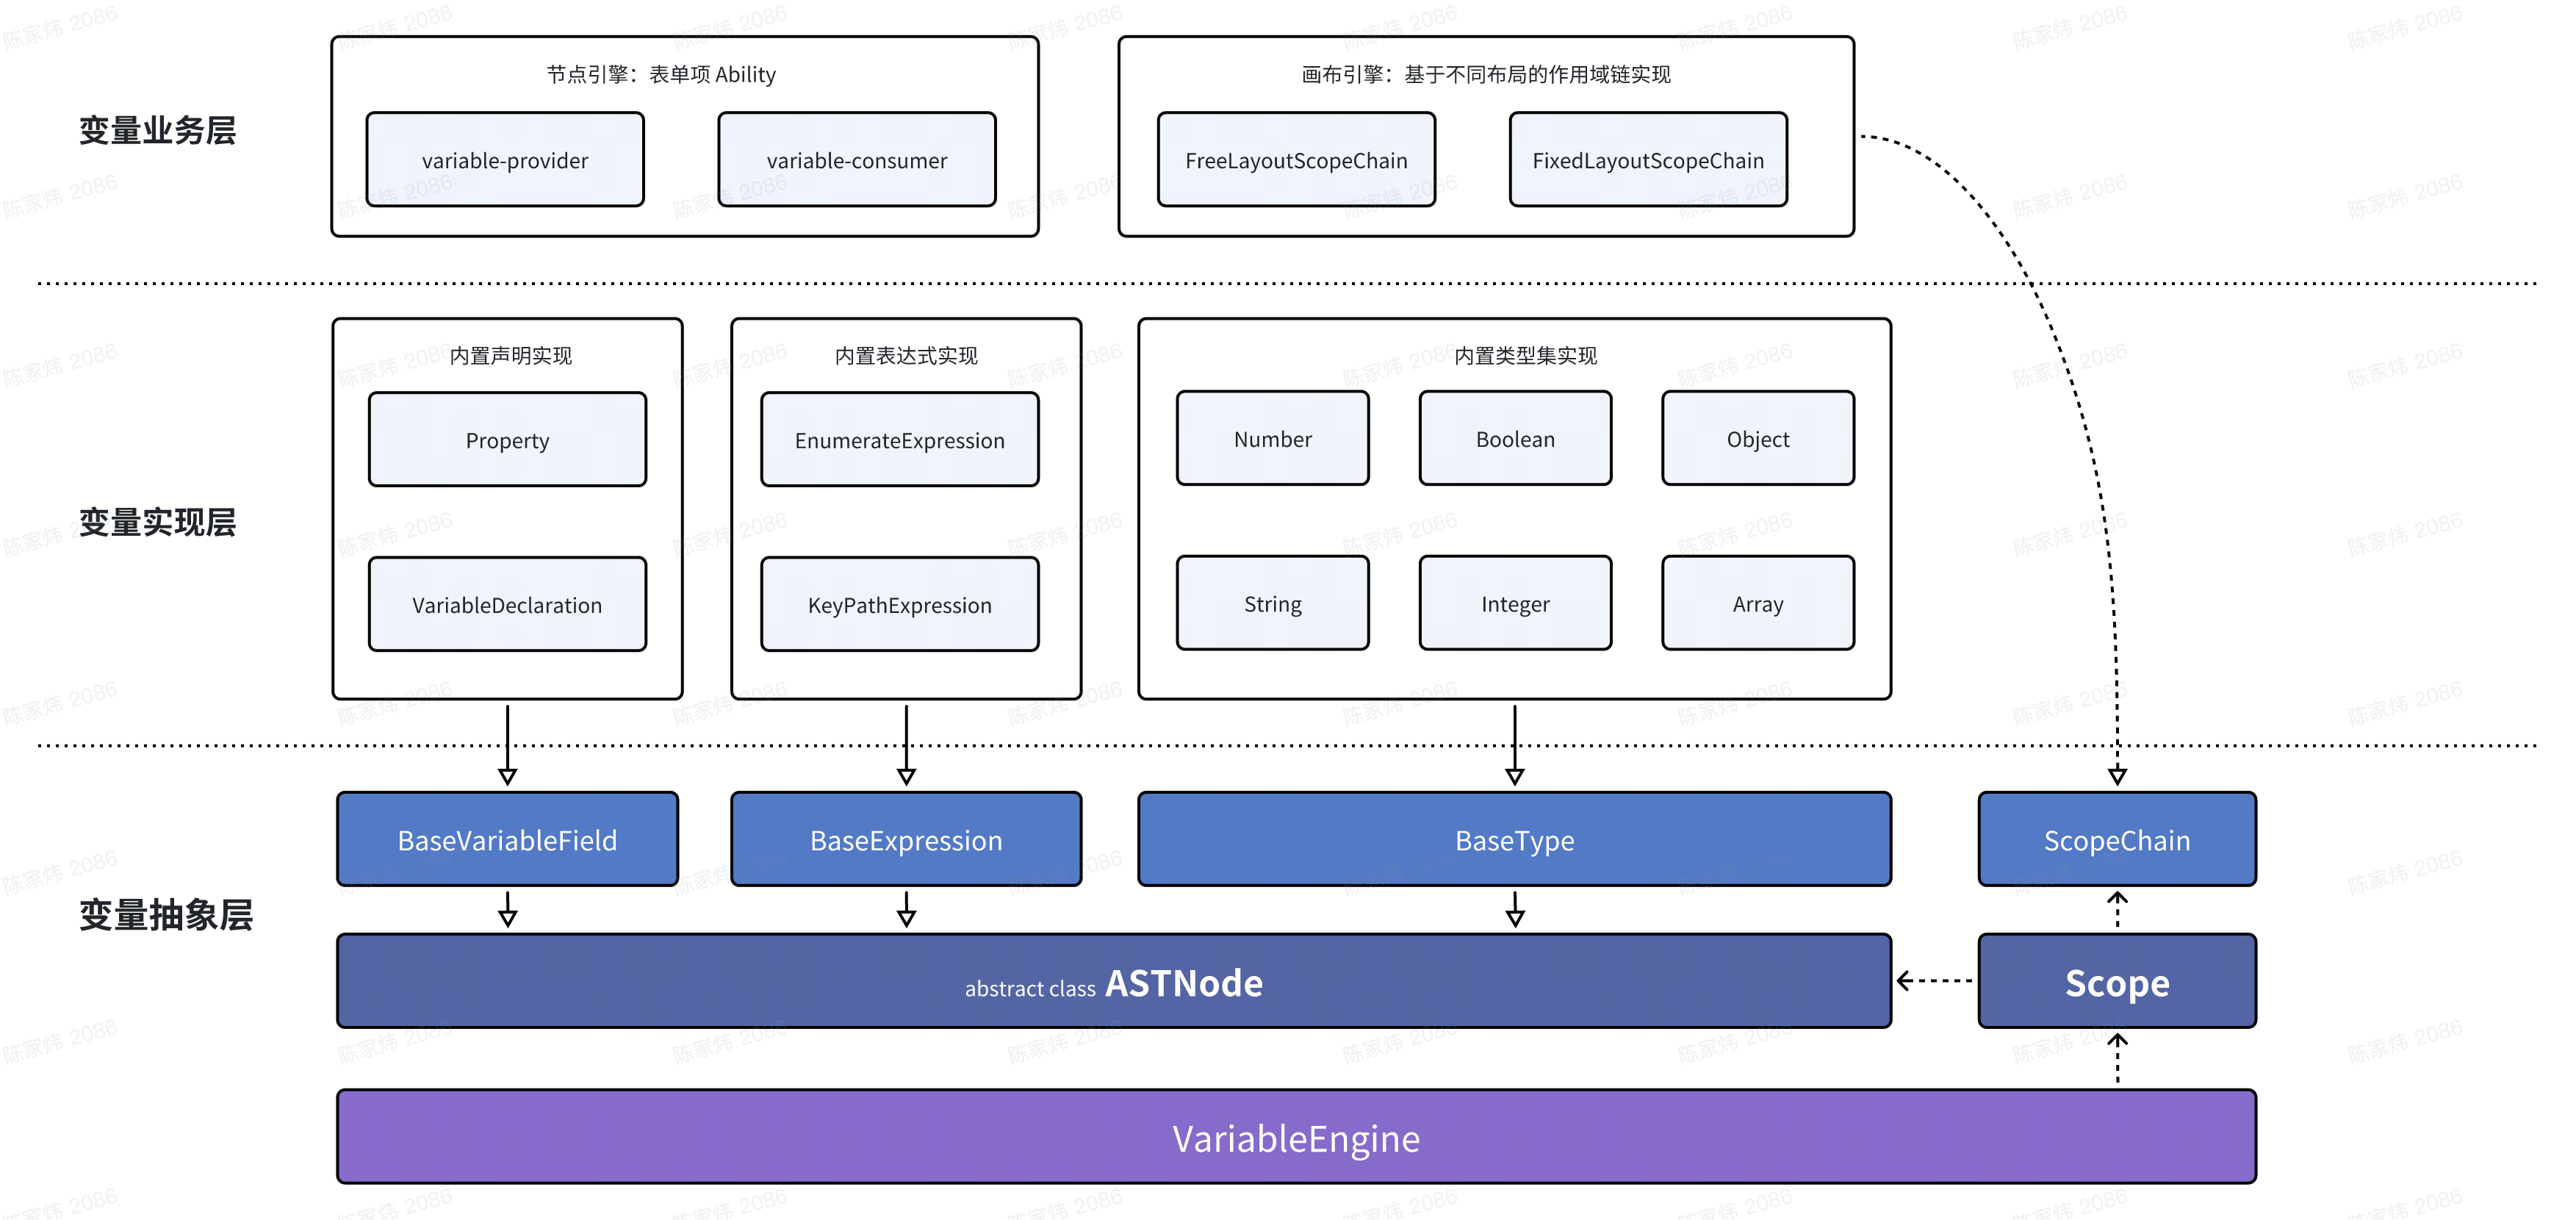 节点引擎：表单项 Ability
画布引擎：基于不同布局的作用域链实现
变量业务层
variable-provider
variable-consumer
FreeLayoutScopeChain
FixedLayoutScopeChain
内置声明实现
内置表达式实现
内置类型集实现
Property
EnumerateExpression
Number
Boolean
Object
变量实现层
VariableDeclaration
KeyPathExpression
String
Integer
Array
BaseVariableField
BaseExpression
BaseType
ScopeChain
变量抽象层
abstract class ASTNode
Scope
VariableEngine
陈家炜 2086